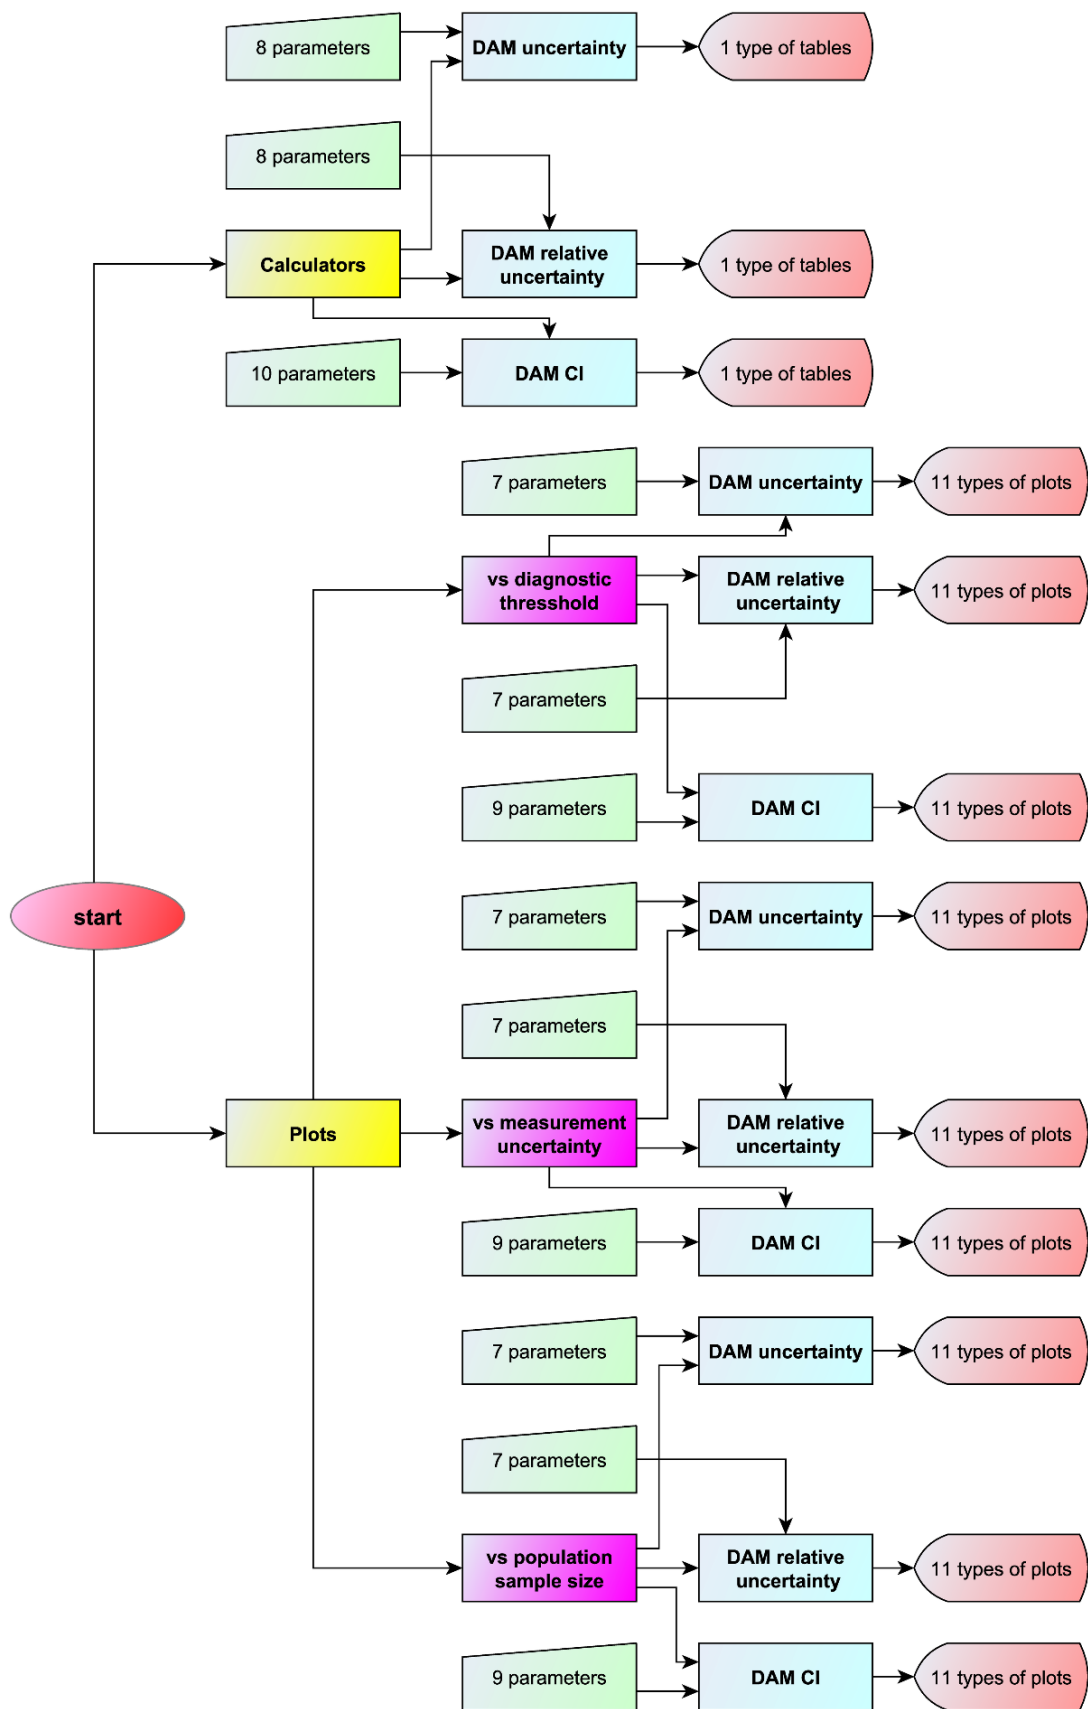 8 parameters
DAM uncertainty
1 type of tables
8 parameters
Calculators
DAM relative
uncertainty
1 type of tables
10 parameters
DAM CI
1 type of tables
7 parameters
DAM uncertainty
11 types of plots
vs diagnostic
thresshold
DAM relative
uncertainty
11 types of plots
7 parameters
9 parameters
DAM CI
11 types of plots
start
7 parameters
DAM uncertainty
11 types of plots
7 parameters
Plots
vs measurement
uncertainty
DAM relative
uncertainty
11 types of plots
9 parameters
DAM CI
11 types of plots
7 parameters
DAM uncertainty
11 types of plots
7 parameters
vs population
sample size
DAM relative
uncertainty
11 types of plots
9 parameters
DAM CI
11 types of plots